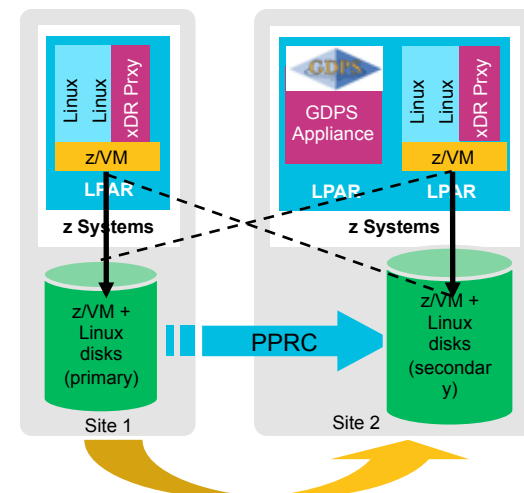 Linux
Linux
xDR Prxy
z/VM
LPAR
z Systems
z/VM +
Linux
disks
(primary)
Site 1
GDPS
GDPS
Appliance
LPAR
Linux
Linux
xDR Prxy
z/VM
LPAR
z Systems
z/VM +
Linux
disks
(secondar
y)
Site 2
PPRC